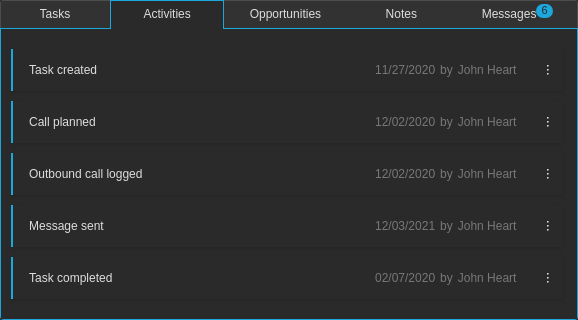 Tasks Activities Opportunities Notes Messages 6
Task created 11/27/2020 by John Heart
Call planned 12/02/2020 by John Heart
Outbound call logged 12/02/2020 by John Heart
Message sent 12/03/2021 by John Heart
Task completed 02/07/2020 by John Heart